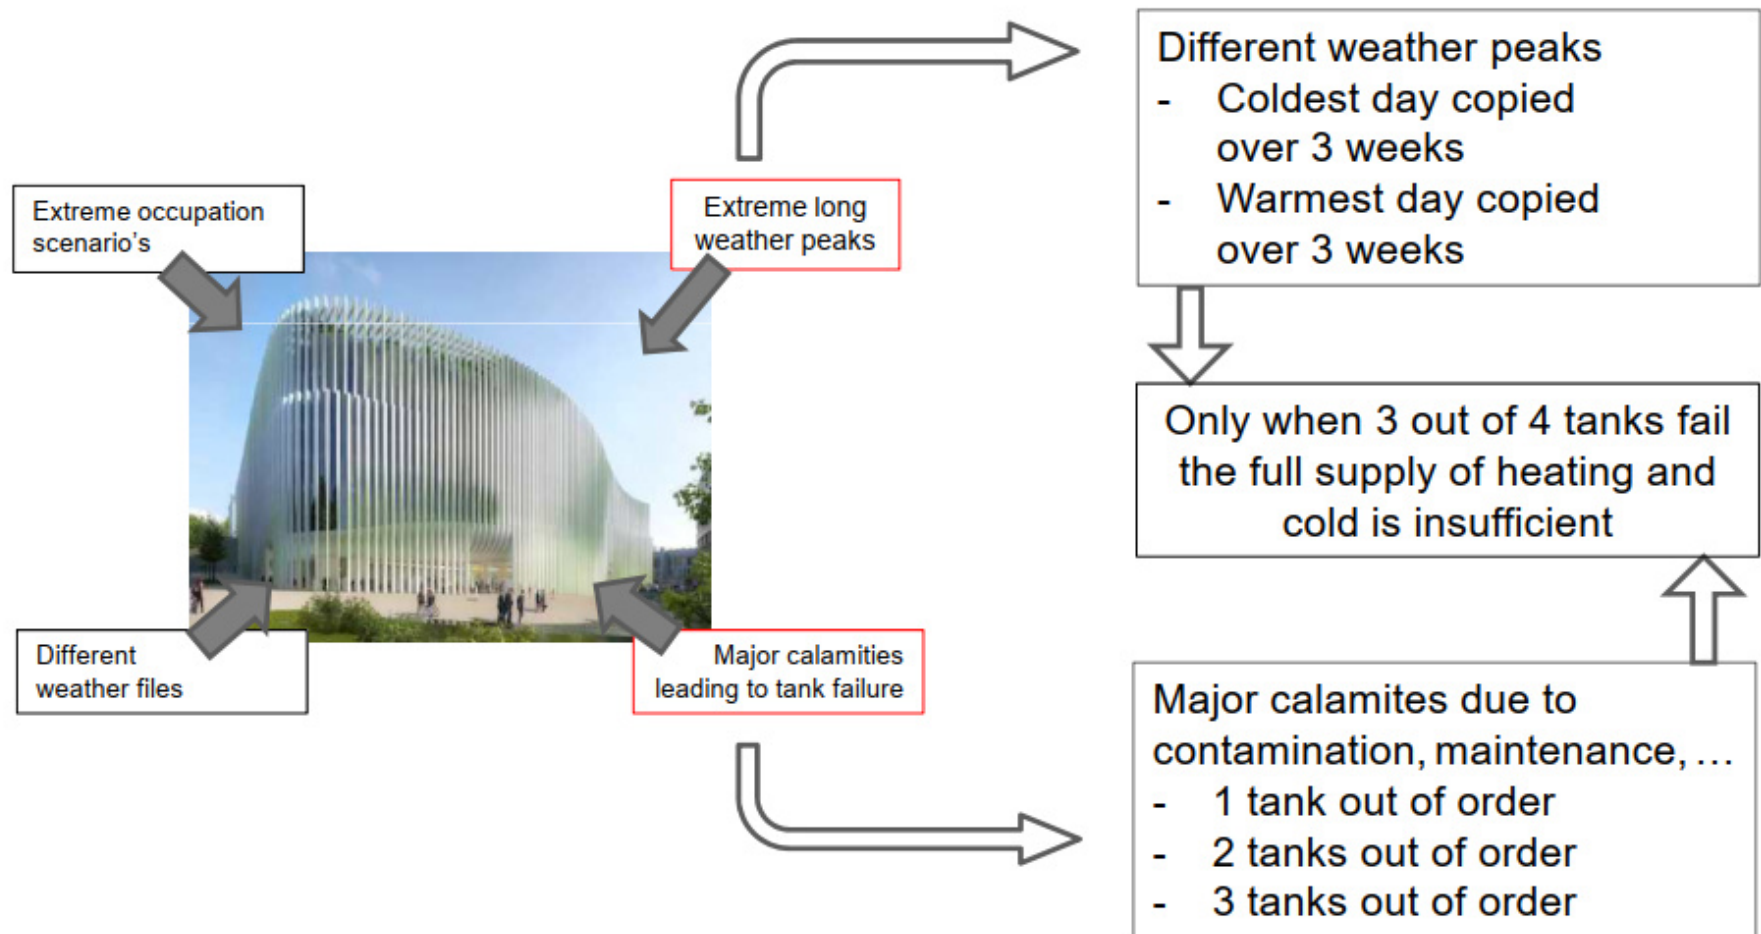 Extreme occupation
scenario's
Extreme long
weather peaks
Different
weather files
Major calamities
leading to tank failure
Different weather peaks
- Coldest day copied
over 3 weeks
- Warmest day copied
over 3 weeks
Only when 3 out of 4 tanks fail
the full supply of heating and
cold is insufficient
Major calamites due to
contamination, maintenance, …
- 1 tank out of order
- 2 tanks out of order
- 3 tanks out of order